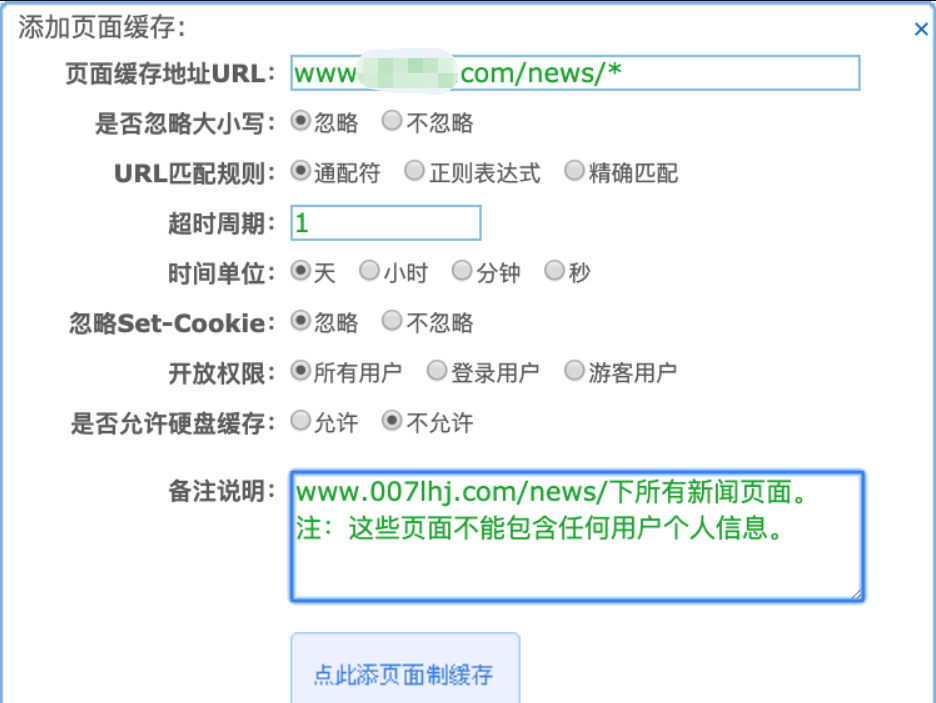 添加页面缓存:
×
页面缓存地址URL: www com/news/*
是否忽略大小写: 忽略 不忽略
URL匹配规则: 通配符 正则表达式 精确匹配
超时周期: 1
时间单位: 天 小时 分钟 秒
忽略Set-Cookie: 忽略 不忽略
开放权限: 所有用户 登录用户 游客用户
是否允许硬盘缓存: 允许 不允许
备注说明: www.007lhj.com/news/下所有新闻页面。
注：这些页面不能包含任何用户个人信息。
点此添页面制缓存